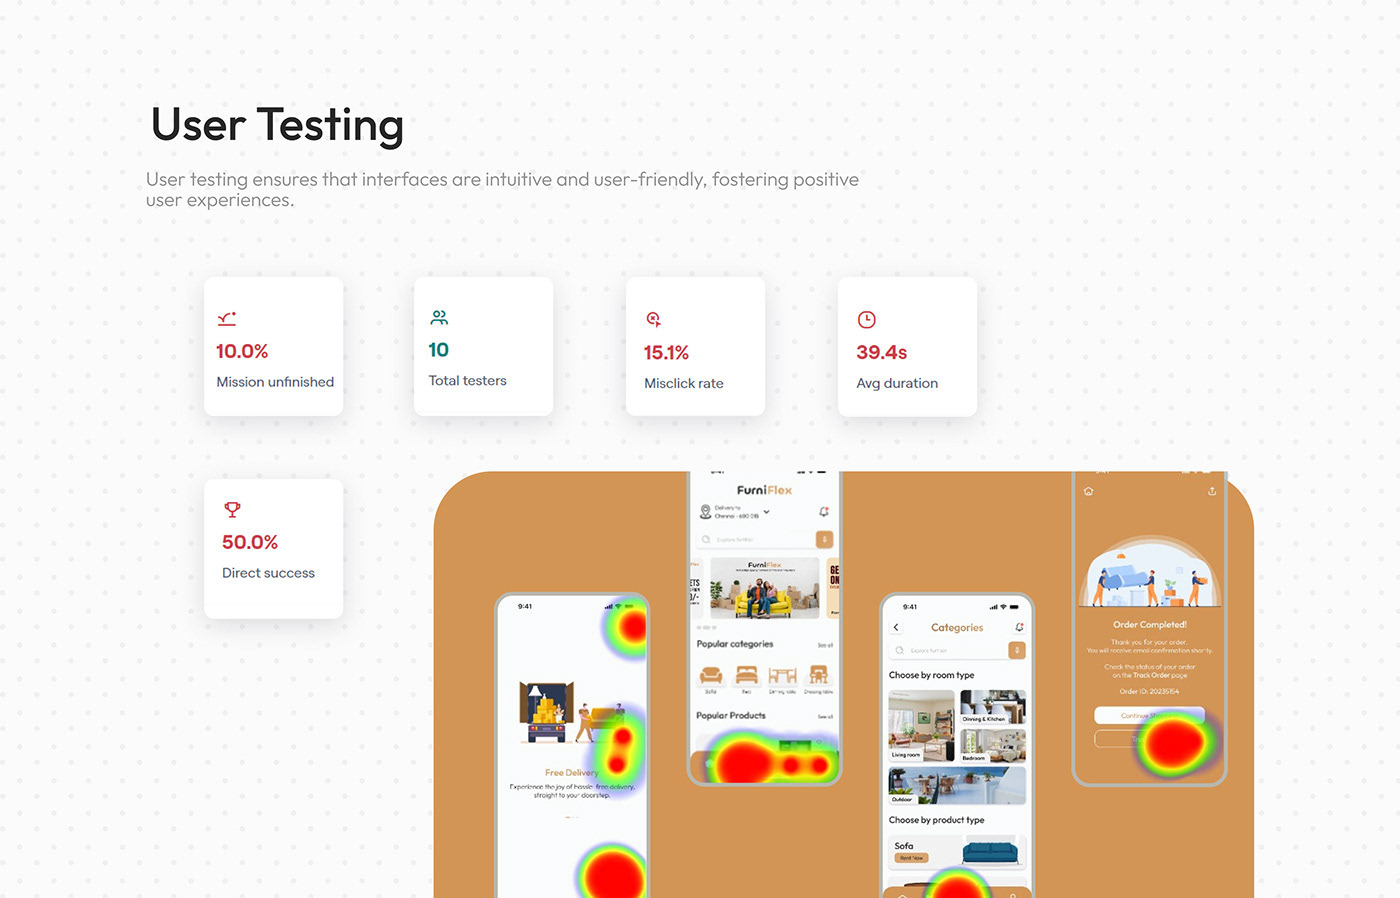 User Testing
User testing ensures that interfaces are intuitive and user-friendly, fostering positive
user experiences.
10.0%
Mission unfinished
10
Total testers
15.1%
Misclick rate
39.4s
Avg duration
50.0%
Direct success
9:41
Free Delivery
Experience the joy of hassle-free delivery,
straight to your doorstep.
FurniFlex
Delivery to
Chennai - 600 018
Explore furniture
FurniFlex
Popular categories
See all
Sofa
Bed
Dinning table
Dressing table
Popular Products
See all
9:41
Categories
Explore furniture
Choose by room type
Living room
Dinning & Kitchen
Bedroom
Outdoor
Choose by product type
Sofa
Rent Now
Order Completed!
Thank you for your order.
You will receive email confirmation shortly.
Check the status of your order
on the Track Order page
Order ID: 20235154
Continue